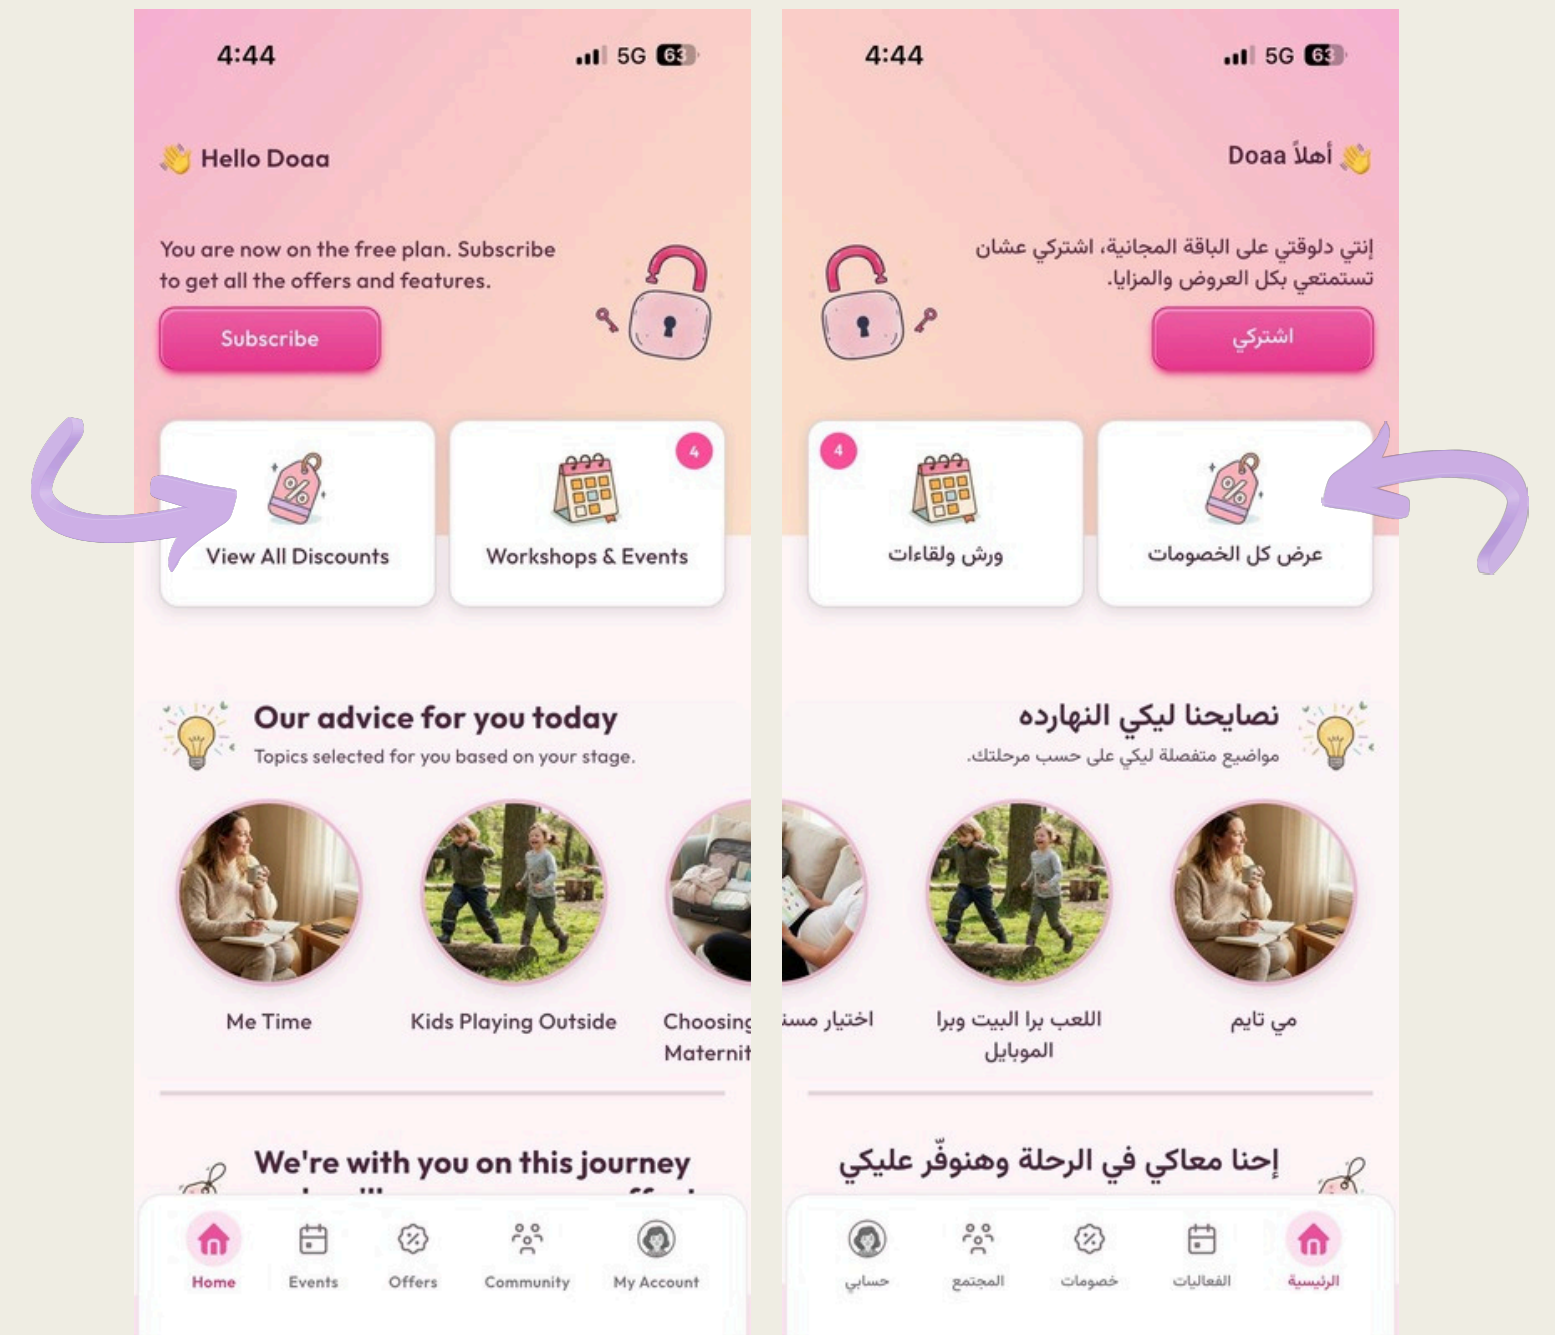 4:44
5G 63
👋 Hello Doaa
You are now on the free plan. Subscribe
to get all the offers and features.
Subscribe
View All Discounts
4
Workshops & Events
Our advice for you today
Topics selected for you based on your stage.
Me Time
Kids Playing Outside
Choosing
Maternit
We're with you on this journey
Home
Events
Offers
Community
My Account
4:44
5G 63
👋 أهلاً Doaa
إنتي دلوقتي على الباقة المجانية، اشتركي عشان
تستمتعي بكل العروض والمزايا.
اشتركي
عرض كل الخصومات
4
ورش ولقاءات
نصايحنا ليكي النهارده
مواضيع متفصلة ليكي على حسب مرحلتك.
مي تايم
اللعب برا البيت وبرا
الموبايل
اختيار
إحنا معاكي في الرحلة وهنوفّر عليكي
الرئيسية
الفعاليات
خصومات
المجتمع
حسابي